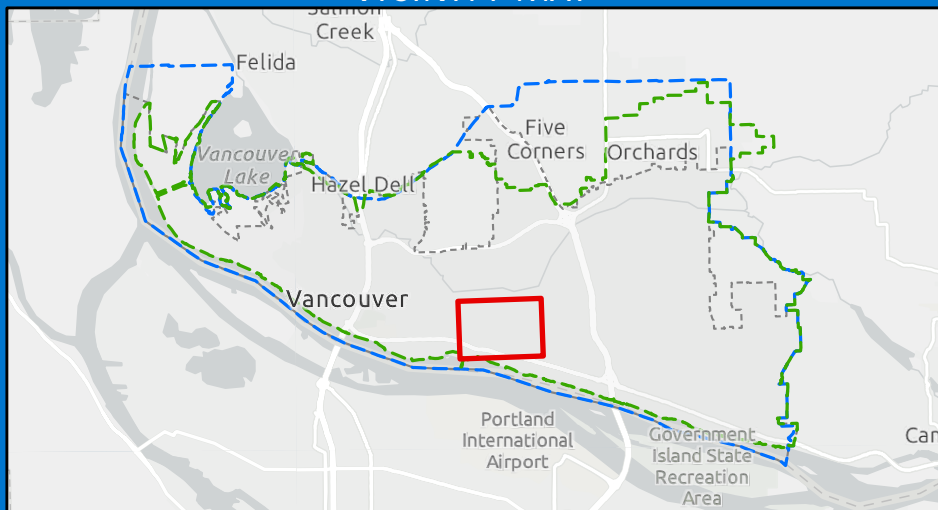 Salmon
Creek
Felida
Five
Corners
Orchards
Vancouver
Lake
Hazel Dell
Vancouver
Portland
International
Airport
Government
Island State
Recreation
Area